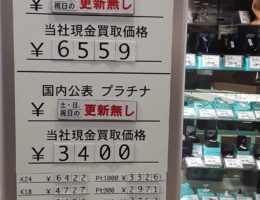 ¥ 土・日、祝日の 更新無し
当社現金買取価格
¥ 6559
国内公表 プラチナ
¥ 土・日、祝日の 更新無し
当社現金買取価格
¥ 3400
K24 ¥6422 Pt1000 ¥3326
K18 ¥4727 Pt900 ¥2971